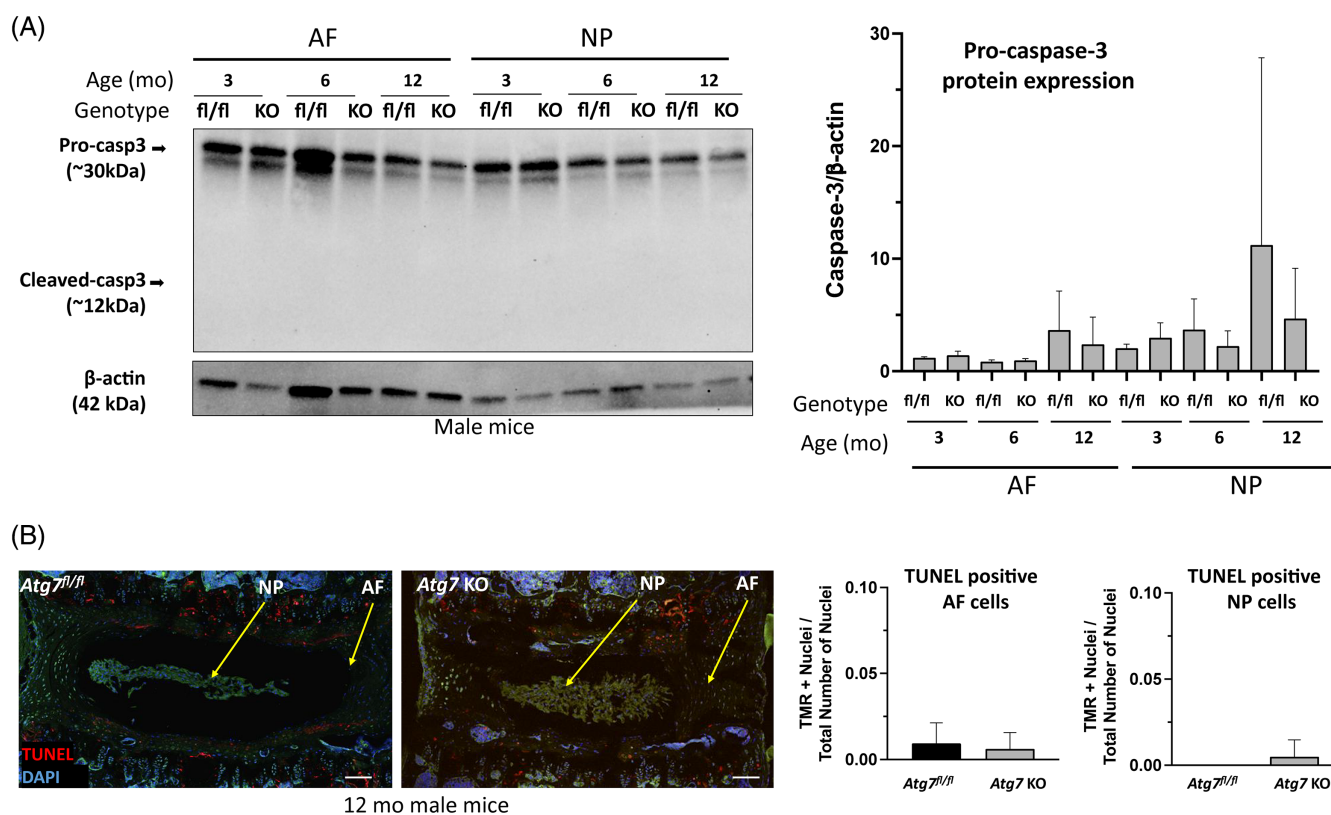 (A)
AF NP
Age (mo) 3 6 12 3 6 12
Genotype fl/fl KO fl/fl KO fl/fl KO fl/fl KO fl/fl KO fl/fl KO
Pro-casp3 →
(~30kDa)
Cleaved-casp3 →
(~12kDa)
β-actin
(42 kDa)
Male mice
Pro-caspase-3
protein expression
Caspase-3/β-actin
30
20
10
0
Genotype fl/fl KO fl/fl KO fl/fl KO fl/fl KO fl/fl KO fl/fl KO
Age (mo) 3 6 12 3 6 12
AF NP
(B)
Atg7fl/fl NP AF
TUNEL
DAPI
Atg7 KO NP AF
12 mo male mice
TUNEL positive
AF cells
TMR + Nuclei /
Total Number of Nuclei
0.10
0.05
0.00
Atg7fl/fl Atg7 KO
TUNEL positive
NP cells
TMR + Nuclei /
Total Number of Nuclei
0.10
0.05
0.00
Atg7fl/fl Atg7 KO